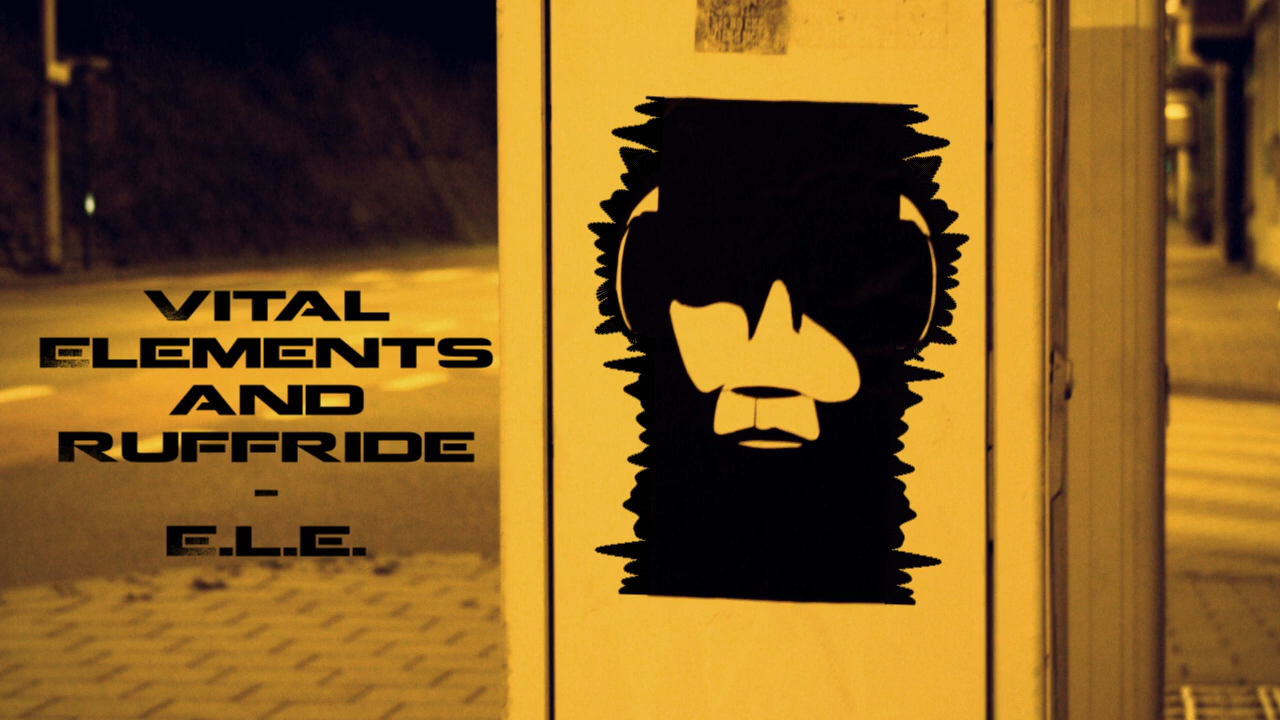 VITAL
ELEMENTS
AND
RUFFRIDE
-
E.L.E.